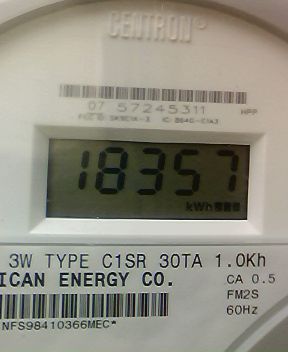 CENTRON®
07 57245311
HPP
18357
kWh
3W TYPE C1SR 30TA 1.0Kh
ICAN ENERGY CO.
CA 0.5
FM2S
60Hz
NFS98410366MEC*